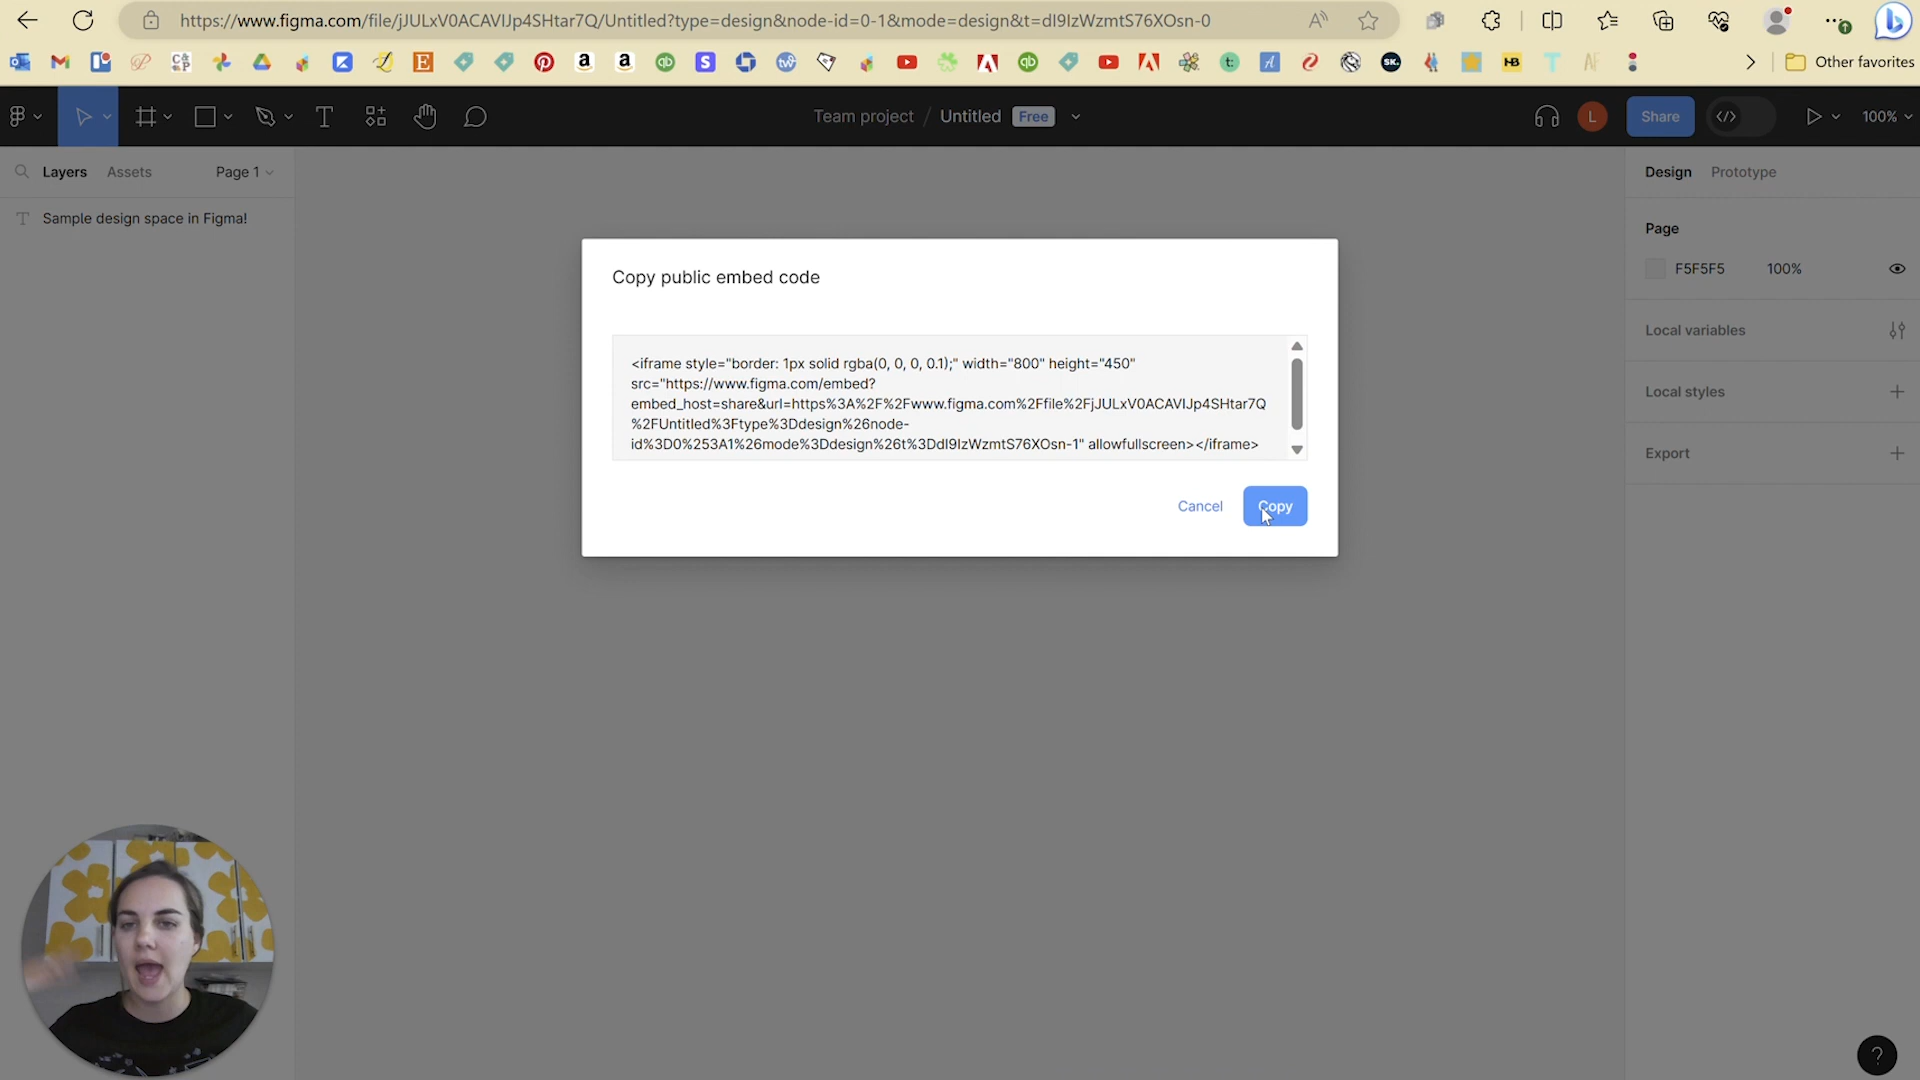 https://www.figma.com/file/jJULxV0ACAVIJp4SHtar7Q/Untitled?type=design&node-id=0-1&mode=design&t=dI9IzWzmtS76XOsn-0
Other favorites
Team project / Untitled Free
L
Share
100%
Layers Assets Page 1
Design Prototype
Sample design space in Figma!
Page
F5F5F5 100%
Local variables
Local styles
Export
Copy public embed code
<iframe style="border: 1px solid rgba(0, 0, 0, 0.1);" width="800" height="450"
src="https://www.figma.com/embed?
embed_host=share&url=https%3A%2F%2Fwww.figma.com%2Ffile%2FjJULxV0ACAVIJp4SHtar7Q
%2FUntitled%3Ftype%3Ddesign%26node-
id%3D0%253A1%26mode%3Ddesign%26t%3DdI9IzWzmtS76XOsn-1" allowfullscreen></iframe>
Cancel Copy
?